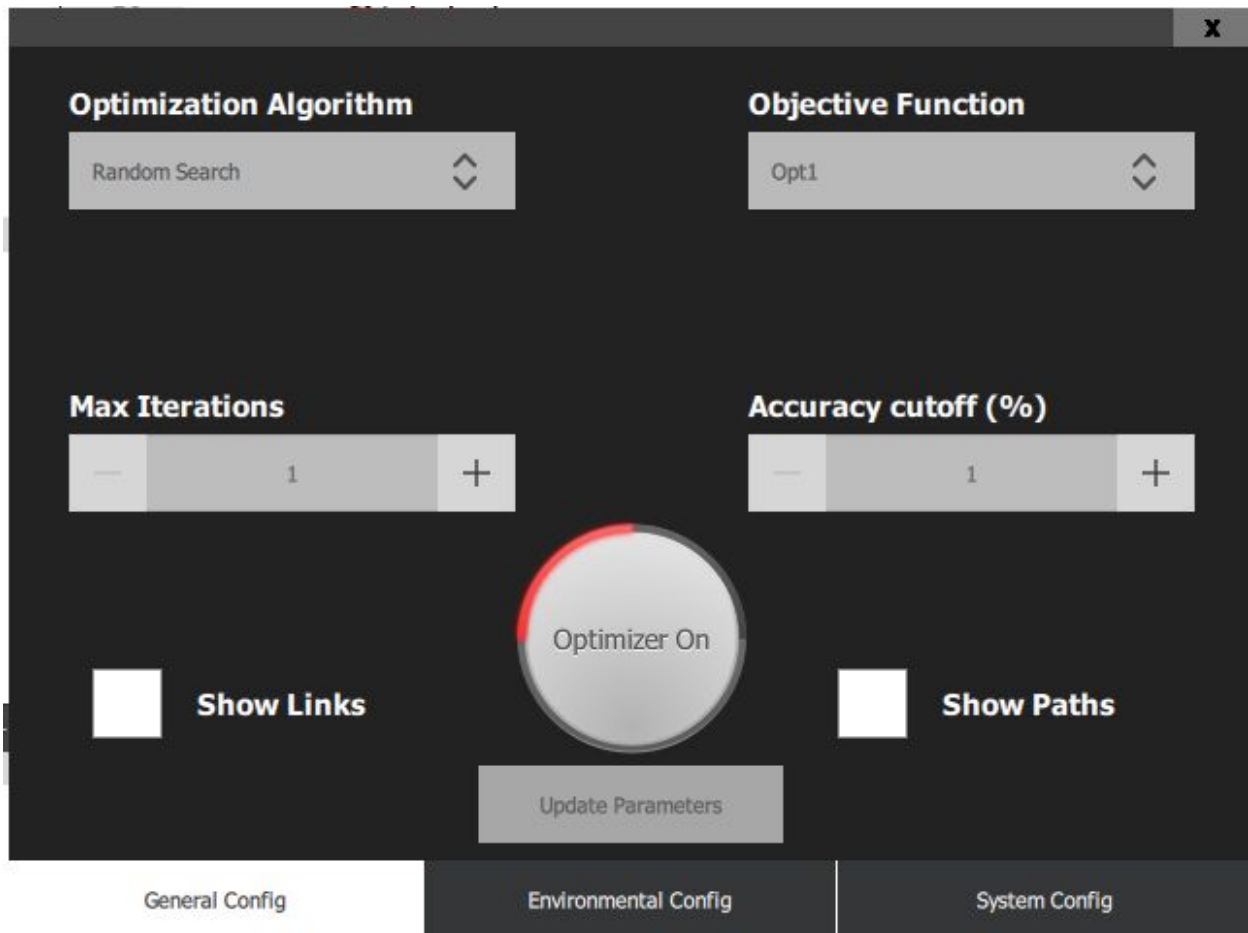 X
Optimization Algorithm
Objective Function
Random Search
Opt1
Max Iterations
Accuracy cutoff (%)
— 1 +
— 1 +
Optimizer On
Show Links
Show Paths
Update Parameters
General Config
Environmental Config
System Config